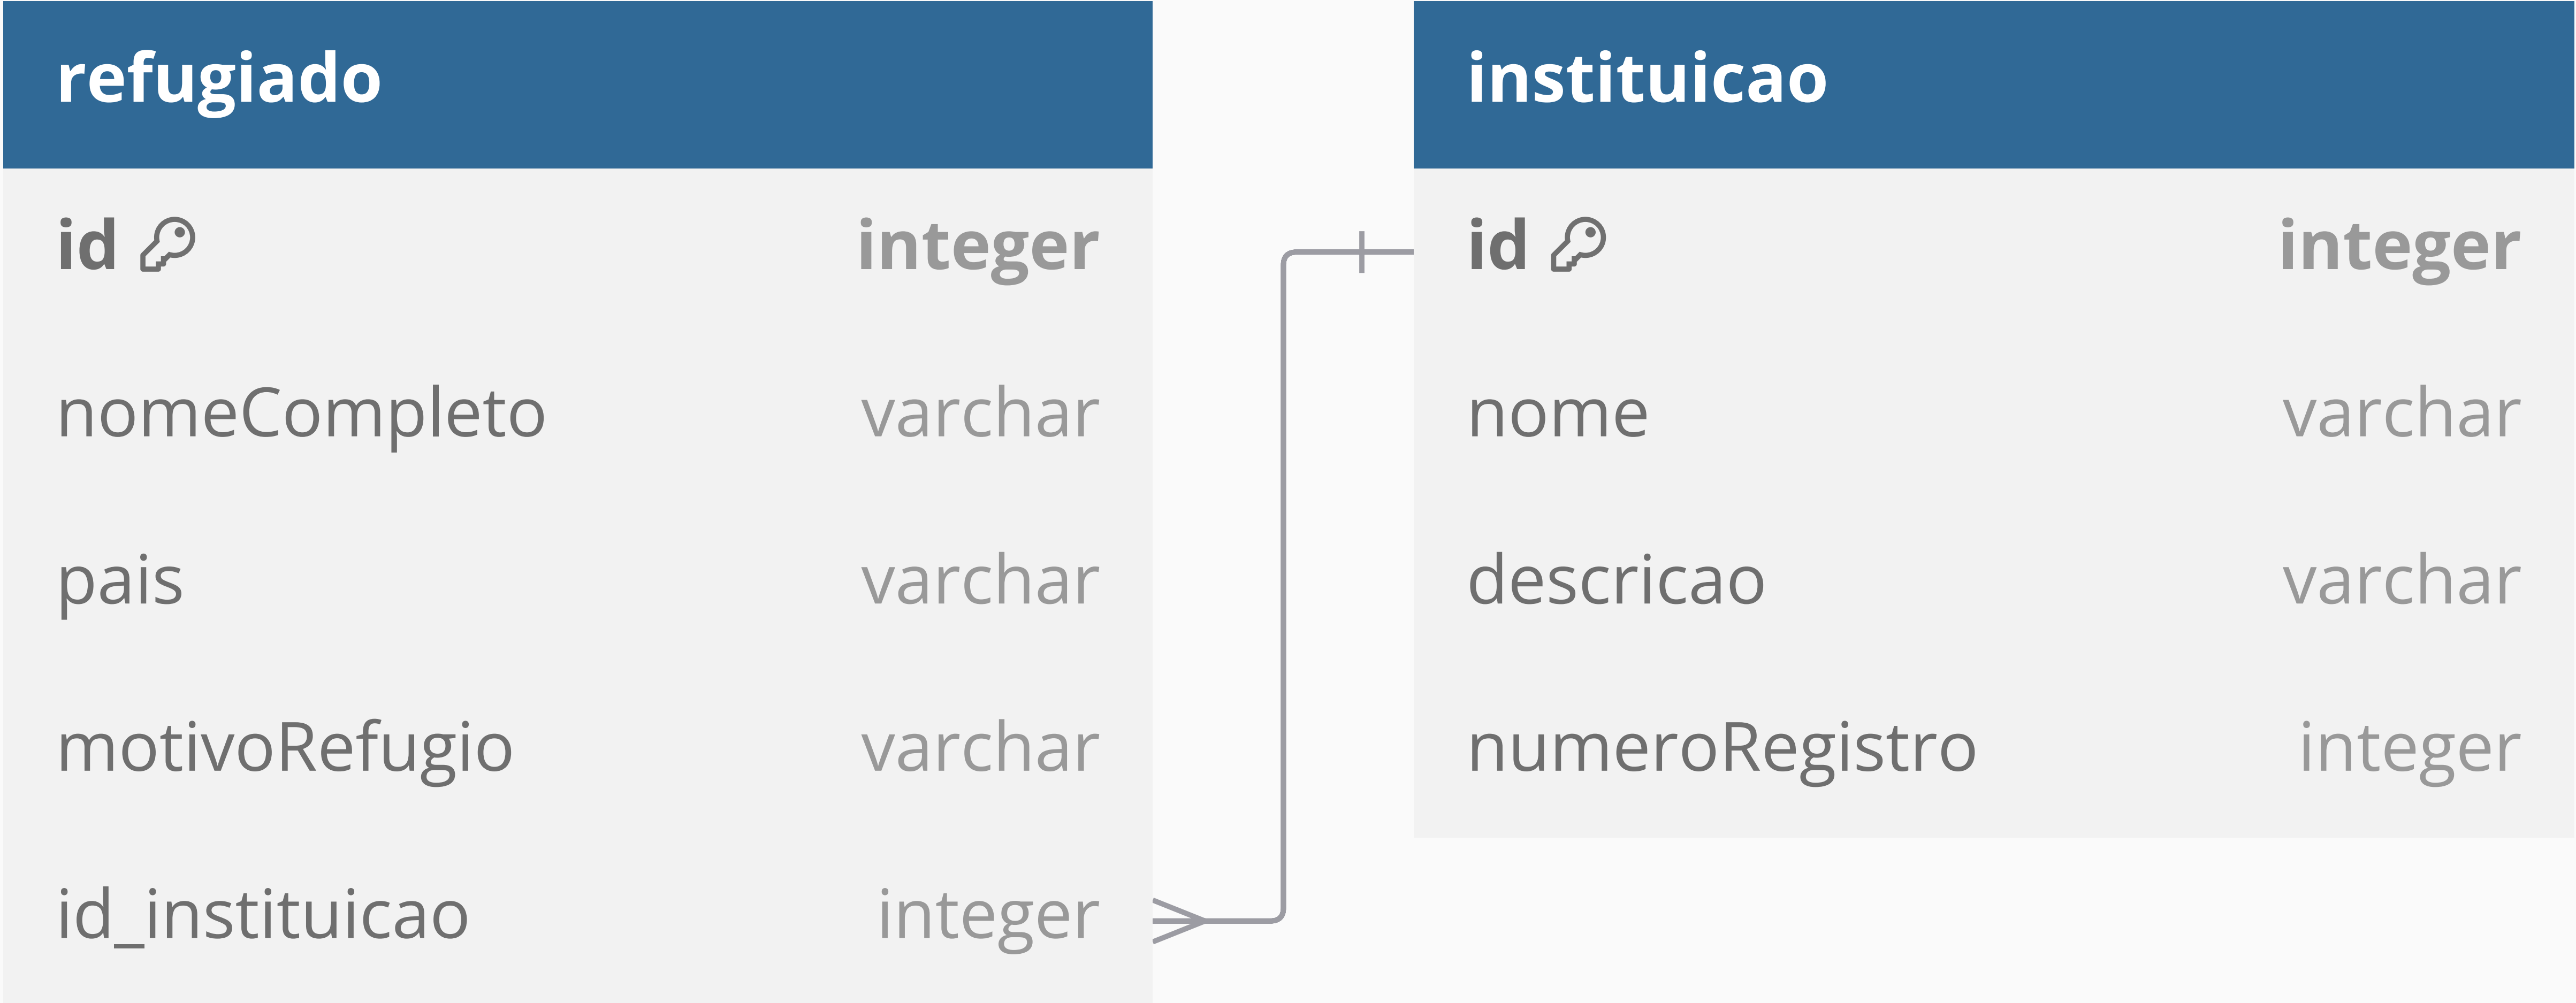 refugiado
id integer
nomeCompleto varchar
pais varchar
motivoRefugio varchar
id_instituicao integer
instituicao
id integer
nome varchar
descricao varchar
numeroRegistro integer